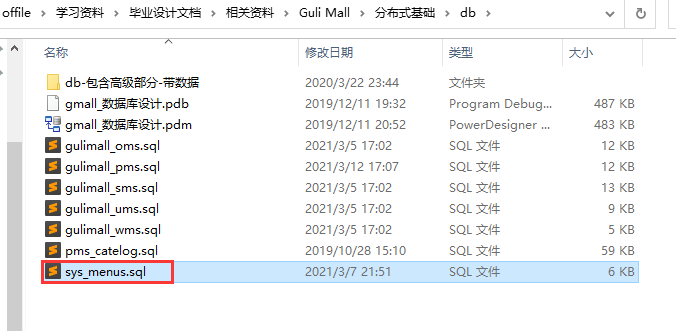 offile > 学习资料 > 毕业设计文档 > 相关资料 > Guli Mall > 分布式基础 > db >
名称 修改日期 类型 大小
db-包含高级部分-带数据 2020/3/22 23:44 文件夹
gmall_数据库设计.pdb 2019/12/11 19:32 Program Debug... 487 KB
gmall_数据库设计.pdm 2019/12/11 20:52 PowerDesigner ... 483 KB
gulimall_oms.sql 2021/3/5 17:02 SQL 文件 12 KB
gulimall_pms.sql 2021/3/12 17:07 SQL 文件 12 KB
gulimall_sms.sql 2021/3/5 17:02 SQL 文件 13 KB
gulimall_ums.sql 2021/3/5 17:02 SQL 文件 9 KB
gulimall_wms.sql 2021/3/5 17:02 SQL 文件 5 KB
pms_catelog.sql 2019/10/28 15:10 SQL 文件 59 KB
sys_menus.sql 2021/3/7 21:51 SQL 文件 6 KB